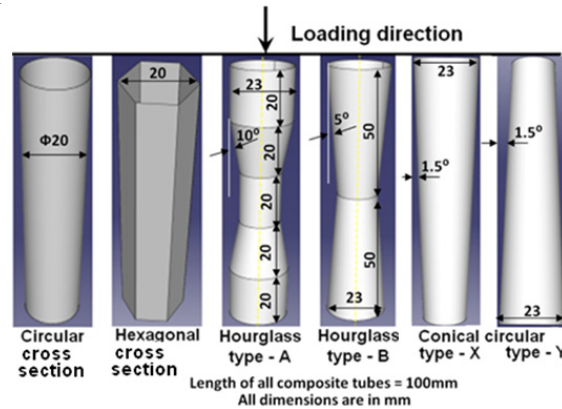 Loading direction
Φ20
20
23
20
10°
20
20
20
20
5°
50
50
23
23
1.5°
1.5°
23
Circular cross section
Hexagonal cross section
Hourglass type - A
Hourglass type - B
Conical circular
type - X type - Y
Length of all composite tubes = 100mm
All dimensions are in mm